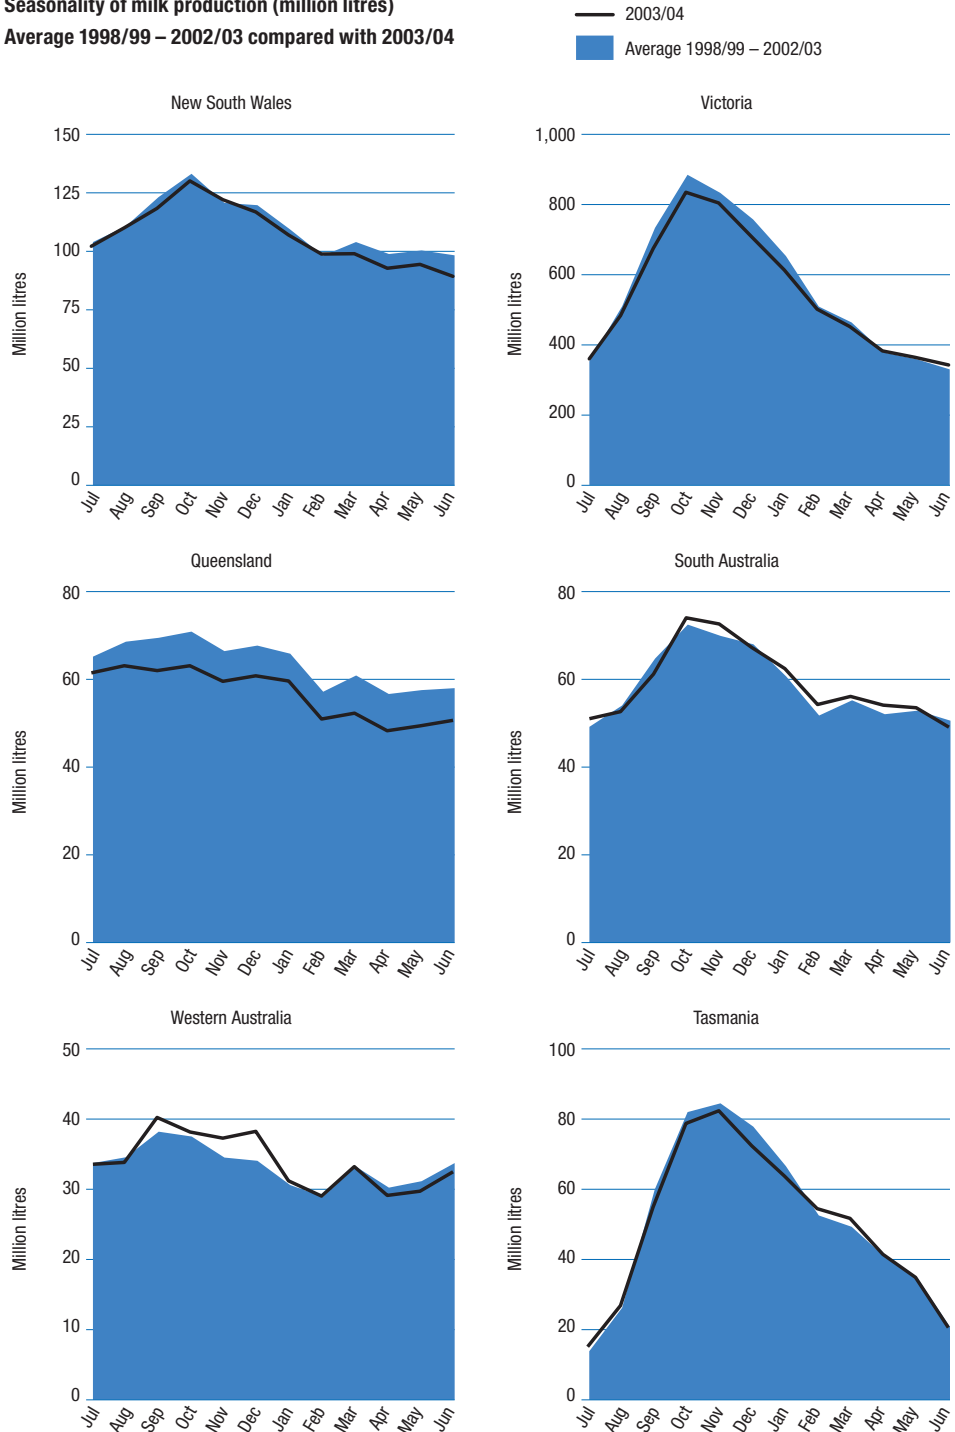 Seasonality of milk production (million litres)
Average 1998/99 – 2002/03 compared with 2003/04
2003/04
Average 1998/99 – 2002/03
New South Wales
Million litres
150
125
100
75
50
25
0
Jul Aug Sep Oct Nov Dec Jan Feb Mar Apr May Jun
Victoria
Million litres
1,000
800
600
400
200
0
Jul Aug Sep Oct Nov Dec Jan Feb Mar Apr May Jun
Queensland
Million litres
80
60
40
20
0
Jul Aug Sep Oct Nov Dec Jan Feb Mar Apr May Jun
South Australia
Million litres
80
60
40
20
0
Jul Aug Sep Oct Nov Dec Jan Feb Mar Apr May Jun
Western Australia
Million litres
50
40
30
20
10
0
Jul Aug Sep Oct Nov Dec Jan Feb Mar Apr May Jun
Tasmania
Million litres
100
80
60
40
20
0
Jul Aug Sep Oct Nov Dec Jan Feb Mar Apr May Jun